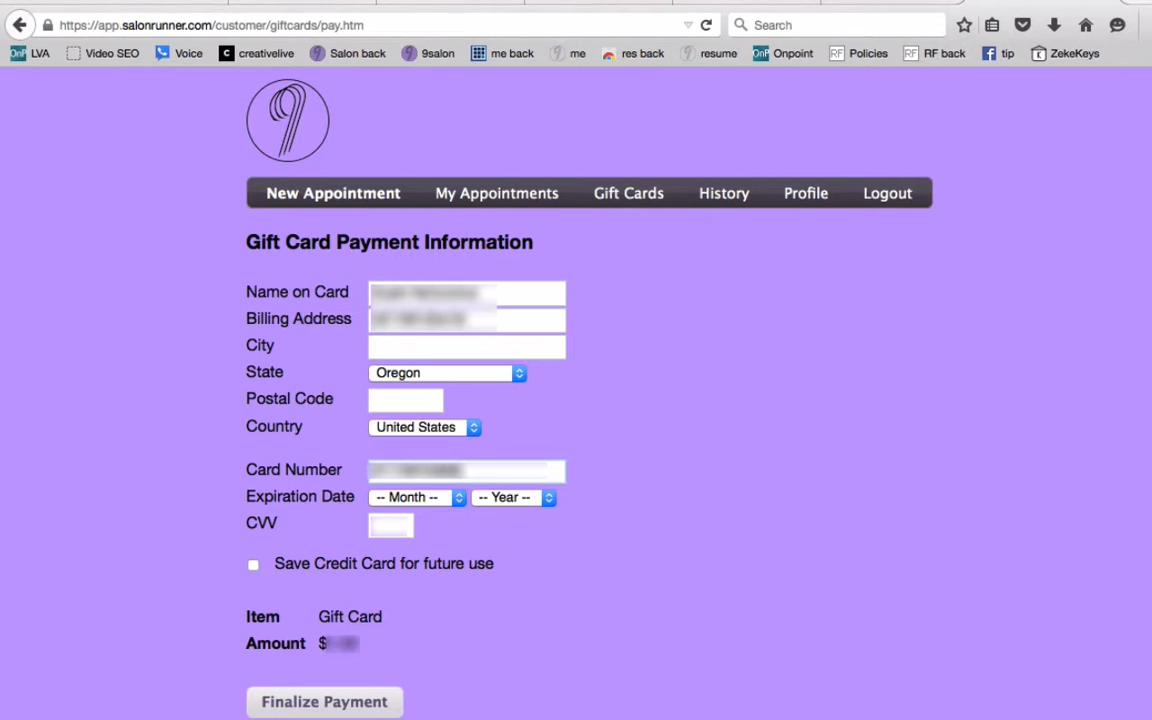 https://app.salonrunner.com/customer/giftcards/pay.htm Search
LVA Video SEO Voice creativelive Salon back 9salon me back me res back resume Onpoint Policies RF back tip ZekeKeys
9
New Appointment My Appointments Gift Cards History Profile Logout
Gift Card Payment Information
Name on Card
Billing Address
City
State Oregon
Postal Code
Country United States
Card Number
Expiration Date -- Month -- -- Year --
CVV
Save Credit Card for future use
Item Gift Card
Amount $
Finalize Payment